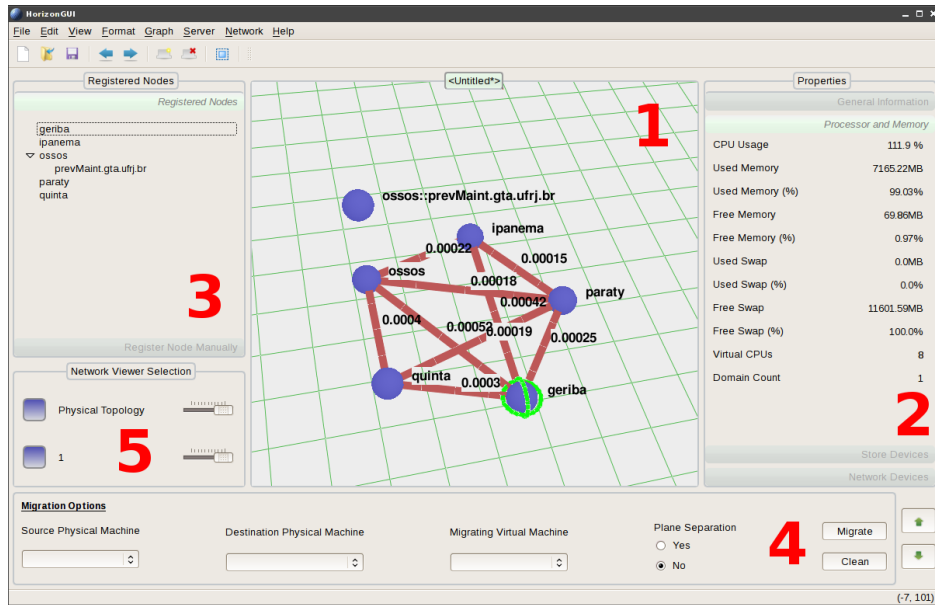 HorizonGUI
File Edit View Format Graph Server Network Help
Registered Nodes
Registered Nodes
geriba
ipanema
ossos
prevMaint.gta.ufrj.br
paraty
quinta
3
Register Node Manually
Network Viewer Selection
Physical Topology
1
5
<Untitled*>
1
ossos::prevMaint.gta.ufrj.br
ipanema
0.00022
0.00015
ossos
0.00018
paraty
0.00042
0.0004
0.00052
0.00019
0.00025
quinta
0.0003
geriba
Properties
General Information
Processor and Memory
CPU Usage 111.9 %
Used Memory 7165.22MB
Used Memory (%) 99.03%
Free Memory 69.86MB
Free Memory (%) 0.97%
Used Swap 0.0MB
Used Swap (%) 0.0%
Free Swap 11601.59MB
Free Swap (%) 100.0%
Virtual CPUs 8
Domain Count 1
2
Store Devices
Network Devices
Migration Options
Source Physical Machine
Destination Physical Machine
Migrating Virtual Machine
Plane Separation
Yes
No
4
Migrate
Clean
(-7, 101)